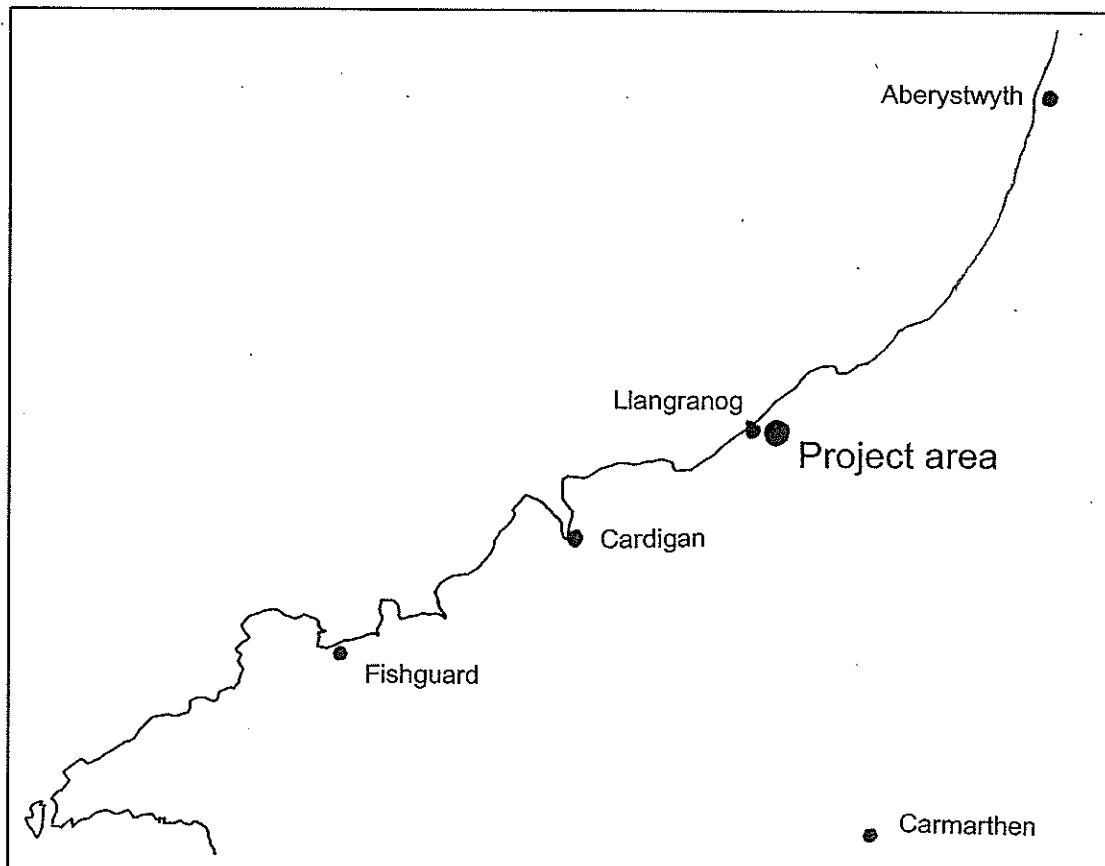 Aberystwyth
Llangranog
Project area
Cardigan
Fishguard
Carmarthen